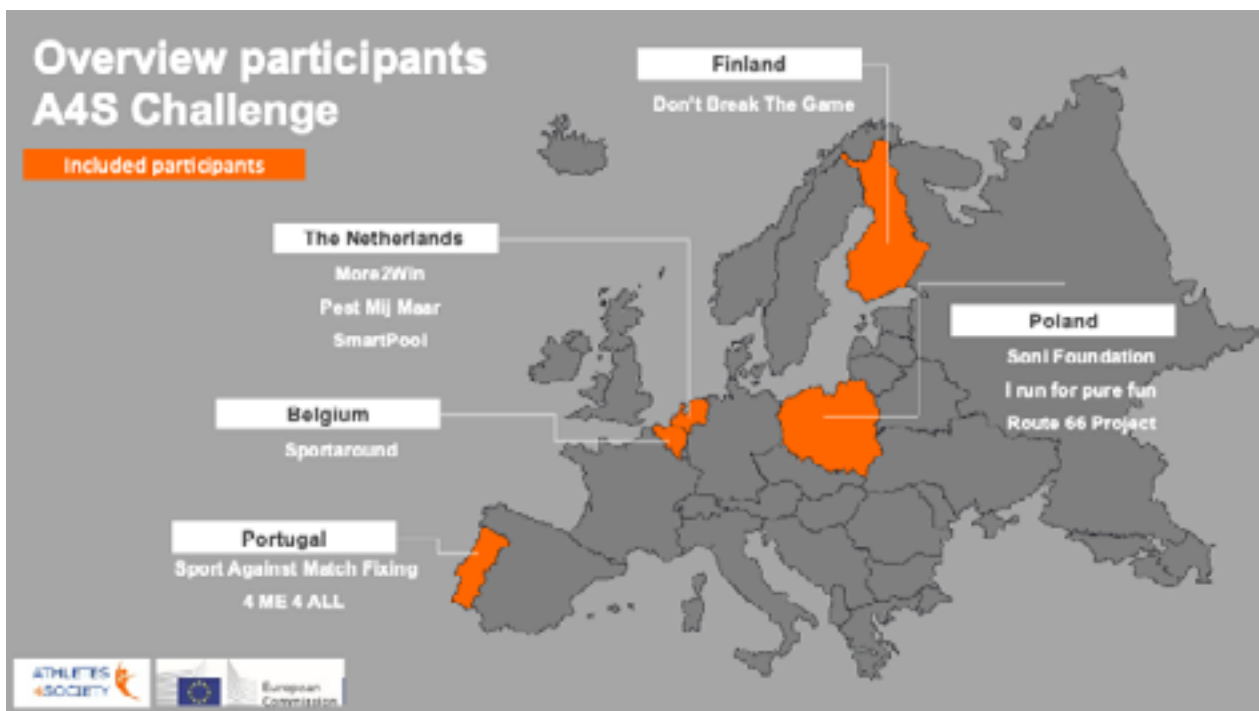 Overview participants
A4S Challenge
Included participants
Finland
Don't Break The Game
The Netherlands
More2Win
Pest Mij Maar
SmartPool
Poland
Soni Foundation
I run for pure fun
Route 66 Project
Belgium
Sportaround
Portugal
Sport Against Match Fixing
4 ME 4 ALL
ATHLETES
4SOCIETY
European
Commission